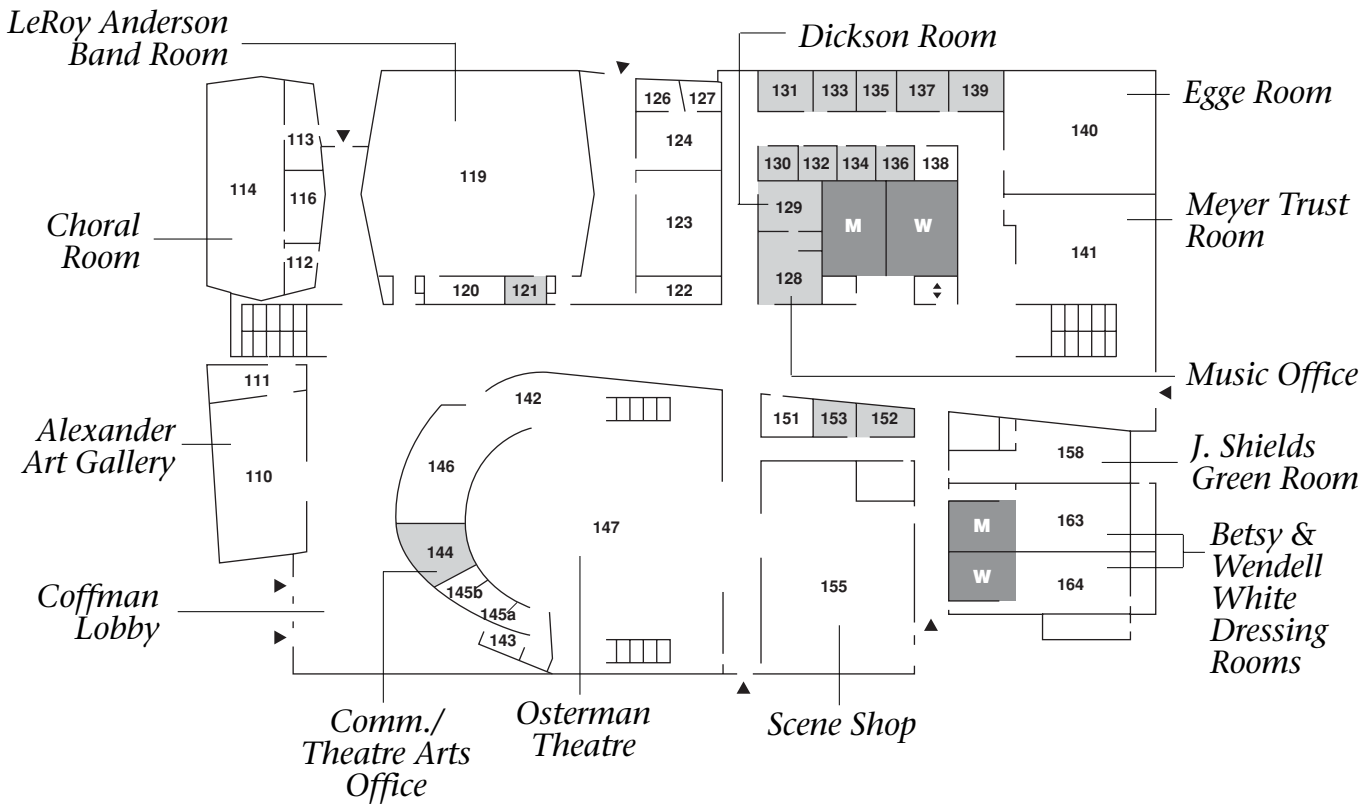 LeRoy Anderson
Band Room
Dickson Room
Egge Room
Meyer Trust
Room
Choral
Room
Music Office
Alexander
Art Gallery
J. Shields
Green Room
Betsy &
Wendell
White
Dressing
Rooms
Coffman
Lobby
Comm./
Theatre Arts
Office
Osterman
Theatre
Scene Shop
131 133 135 137 139
126 127
140
124
113
130 132 134 136 138
114
119
116
129
M W
123
112
141
128
120 121
122
111
142
151 153 152
146
158
110
147
M
163
144
W
164
145b
155
145a
143